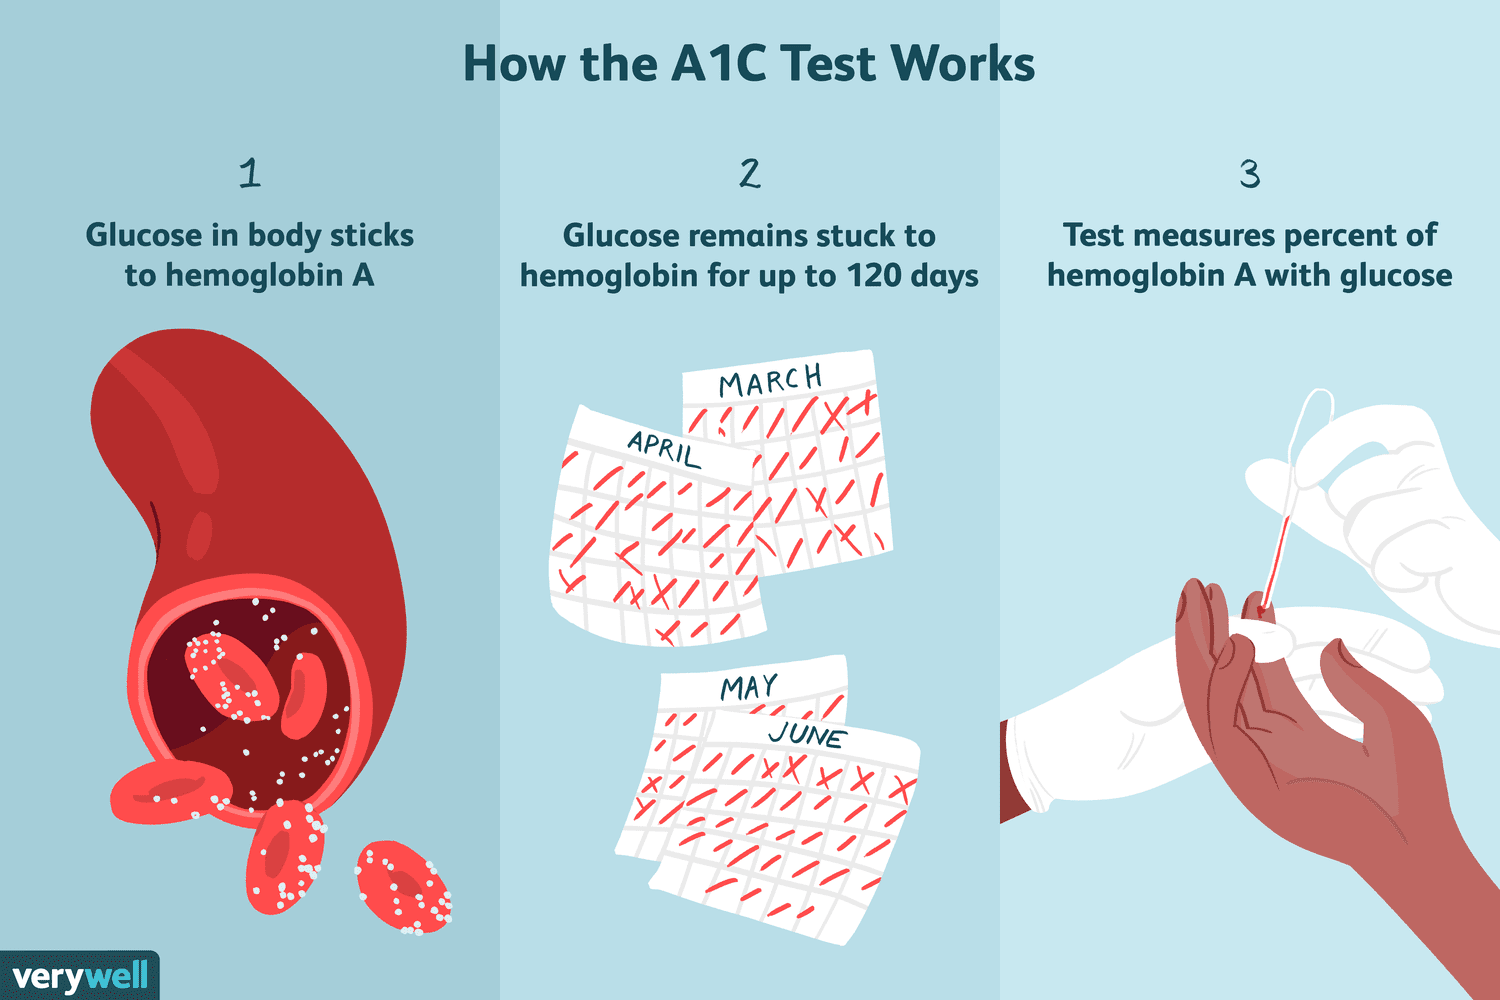 How the A1C Test Works
1
Glucose in body sticks
to hemoglobin A
2
Glucose remains stuck to
hemoglobin for up to 120 days
MARCH
APRIL
MAY
JUNE
3
Test measures percent of
hemoglobin A with glucose
verywell